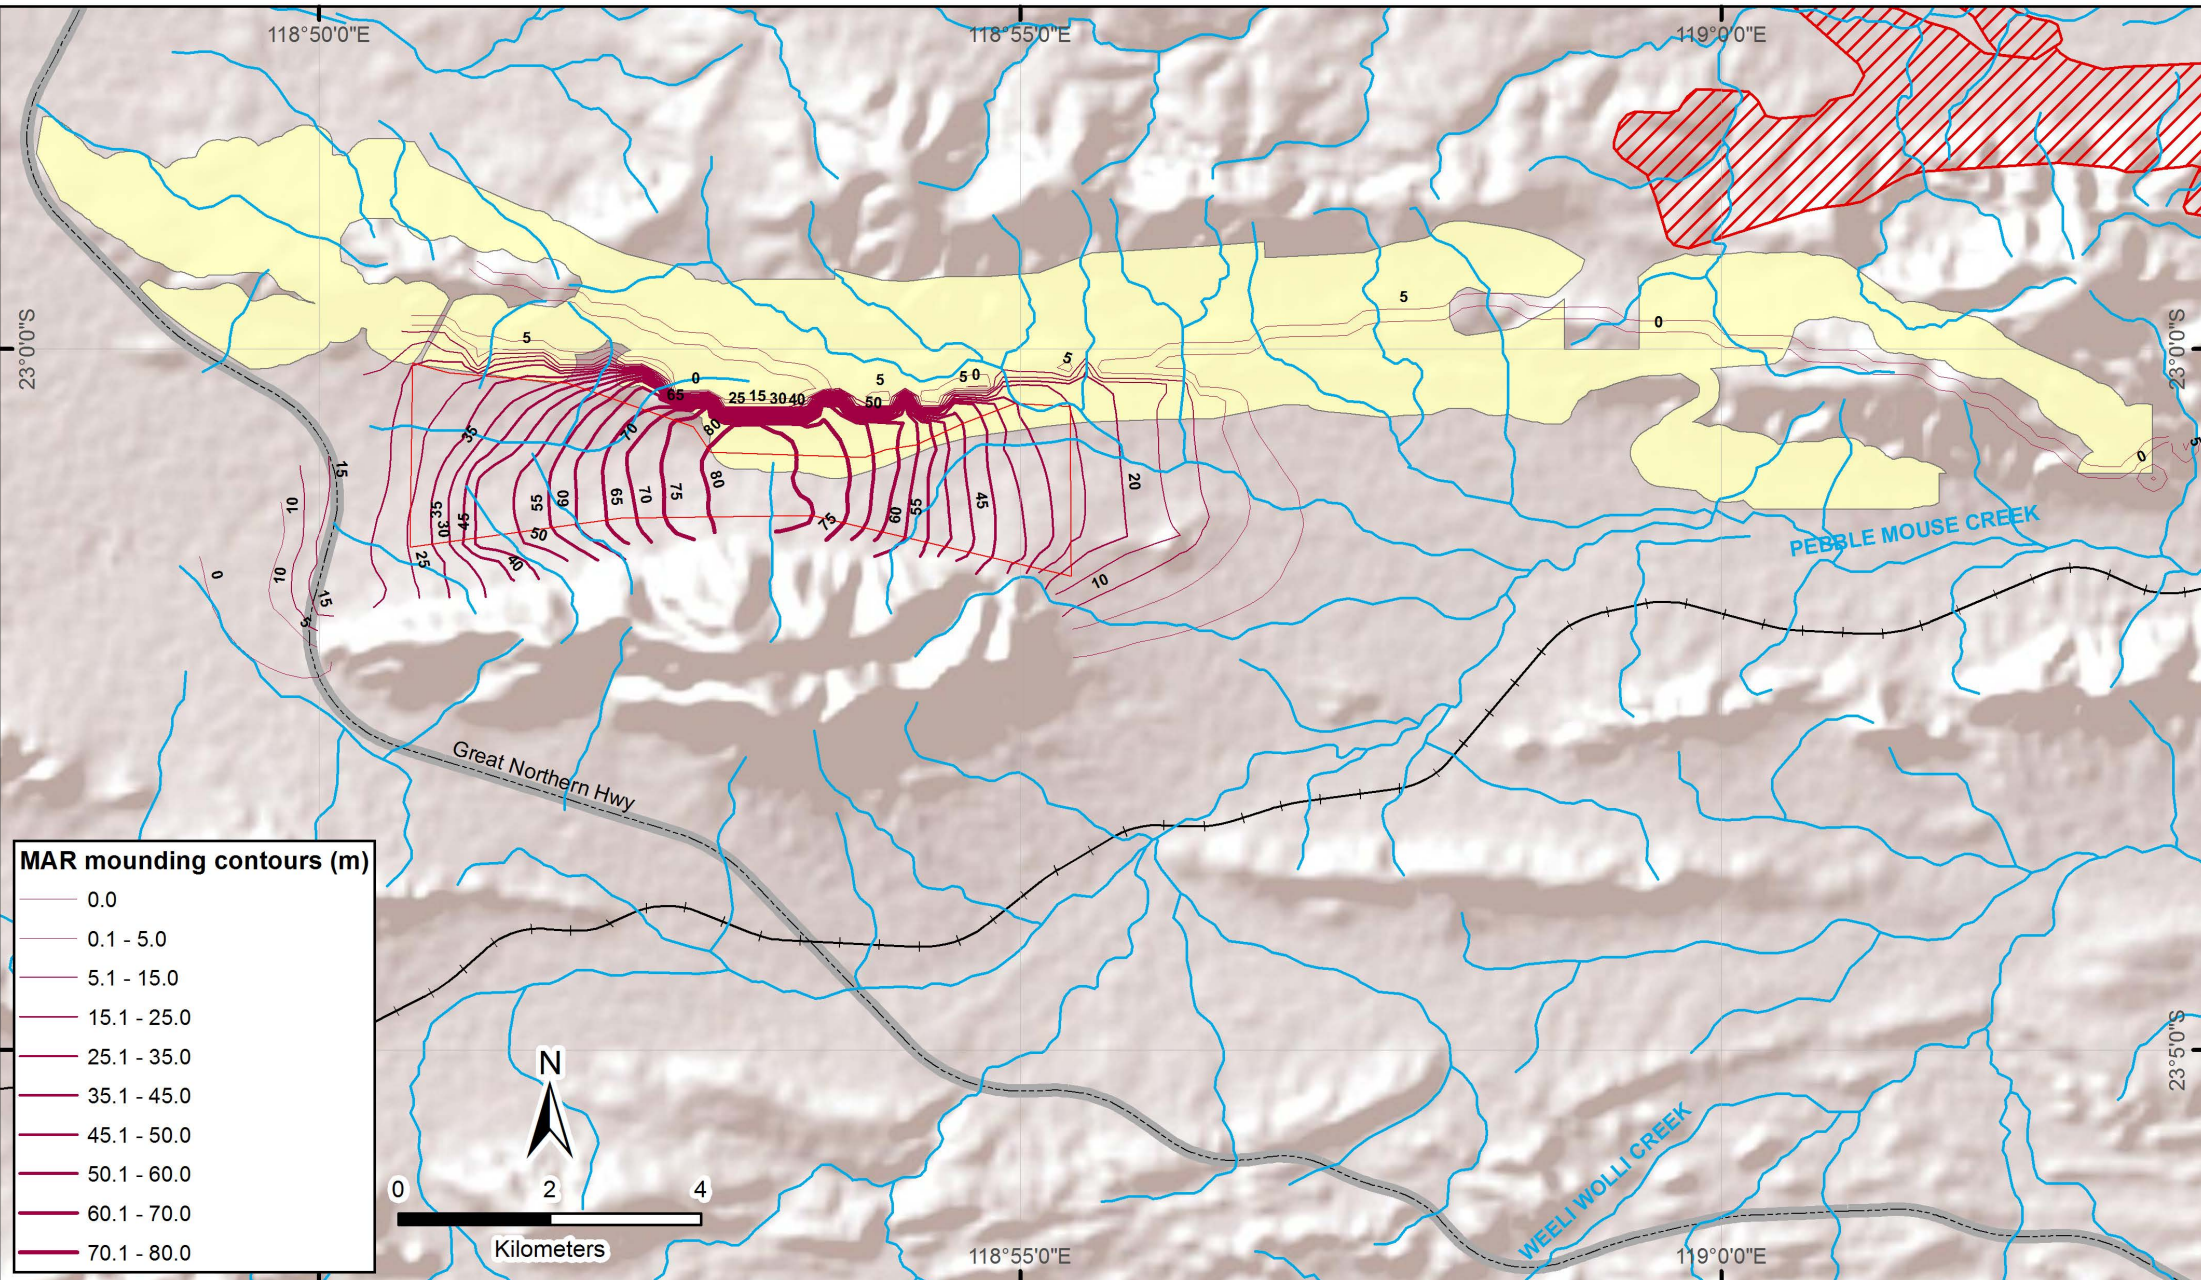 118°50'0"E
118°55'0"E
119°0'0"E
23°0'0"S
23°0'0"S
5
0
5
0
5
5
5 0
65
25 15 30 40
50
35
70
80
15
10
35
30
45
55
60
65
70
75
80
75
60
55
45
20
0
10
25
50
40
10
15
5
0
5
PEBBLE MOUSE CREEK
Great Northern Hwy
MAR mounding contours (m)
0.0
0.1 - 5.0
5.1 - 15.0
15.1 - 25.0
25.1 - 35.0
35.1 - 45.0
45.1 - 50.0
50.1 - 60.0
60.1 - 70.0
70.1 - 80.0
N
0 2 4
Kilometers
23°5'0"S
WEELI WOLLI CREEK
118°55'0"E
119°0'0"E